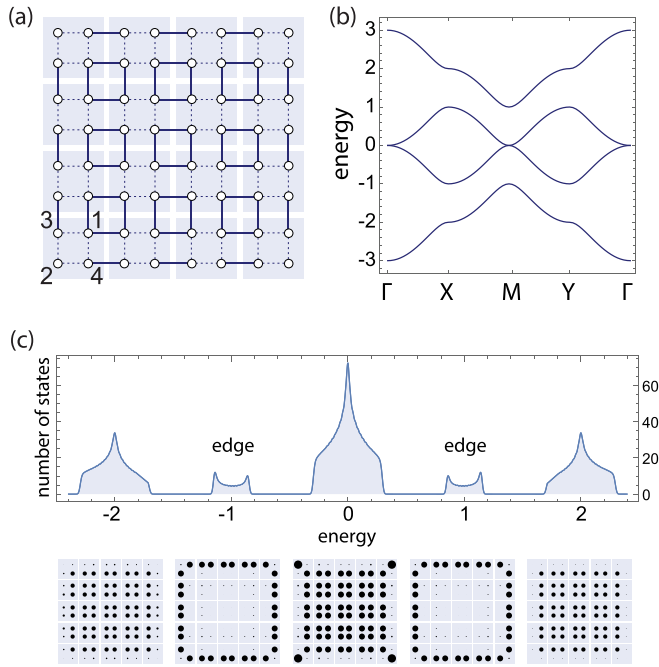 (a)
3
1
2
4
(b)
energy
3
2
1
0
-1
-2
-3
Γ X M Y Γ
(c)
number of states
edge
edge
60
40
20
0
-2 -1 0 1 2
energy